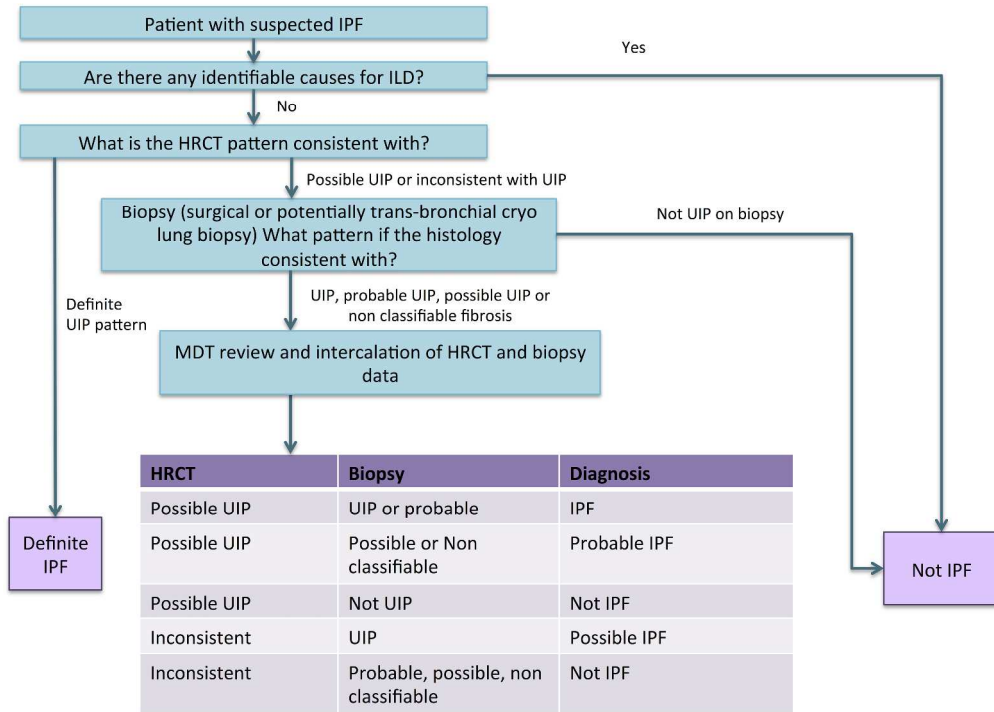 Patient with suspected IPF
Yes
Are there any identifiable causes for ILD?
No
What is the HRCT pattern consistent with?
Possible UIP or inconsistent with UIP
Biopsy (surgical or potentially trans-bronchial cryo
lung biopsy) What pattern if the histology
consistent with?
Not UIP on biopsy
UIP, probable UIP, possible UIP or
non classifiable fibrosis
Definite
UIP pattern
MDT review and intercalation of HRCT and biopsy
data
HRCT Biopsy Diagnosis
Possible UIP UIP or probable IPF
Possible UIP Possible or Non Probable IPF
classifiable
Possible UIP Not UIP Not IPF
Inconsistent UIP Possible IPF
Inconsistent Probable, possible, non Not IPF
classifiable
Definite
IPF
Not IPF